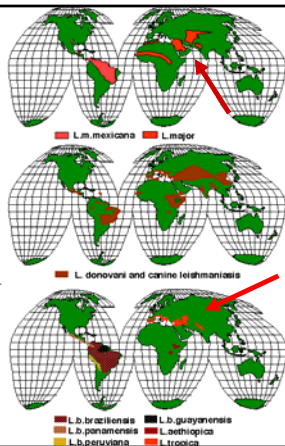 L.m.mexicana L.major
L. donovani and canine leishmaniasis
L.b.braziliensis L.b.guayanensis
L.b.panamensis L.aethiopica
L.b.peruviana L.tropica